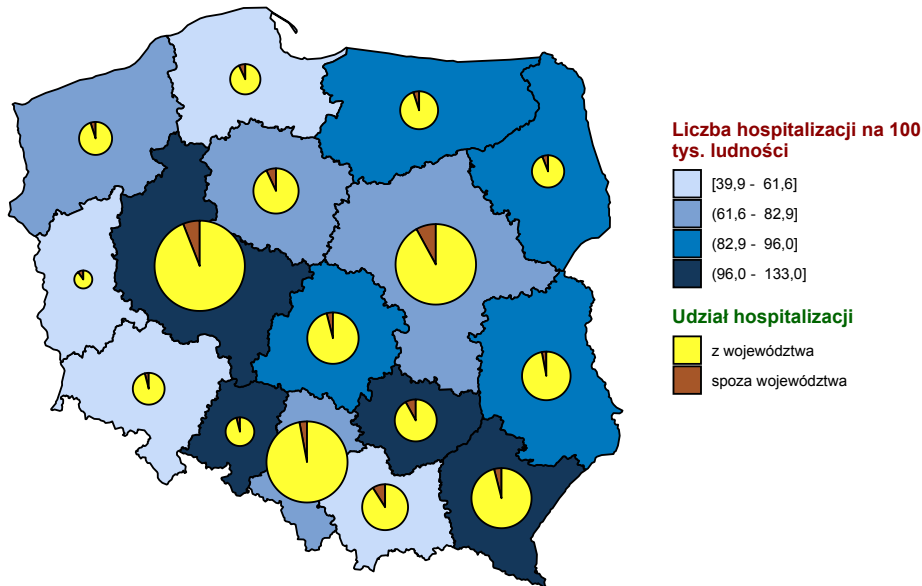 Liczba hospitalizacji na 100
tys. ludności
[39,9 - 61,6]
(61,6 - 82,9]
(82,9 - 96,0]
(96,0 - 133,0]
Udział hospitalizacji
z województwa
spoza województwa